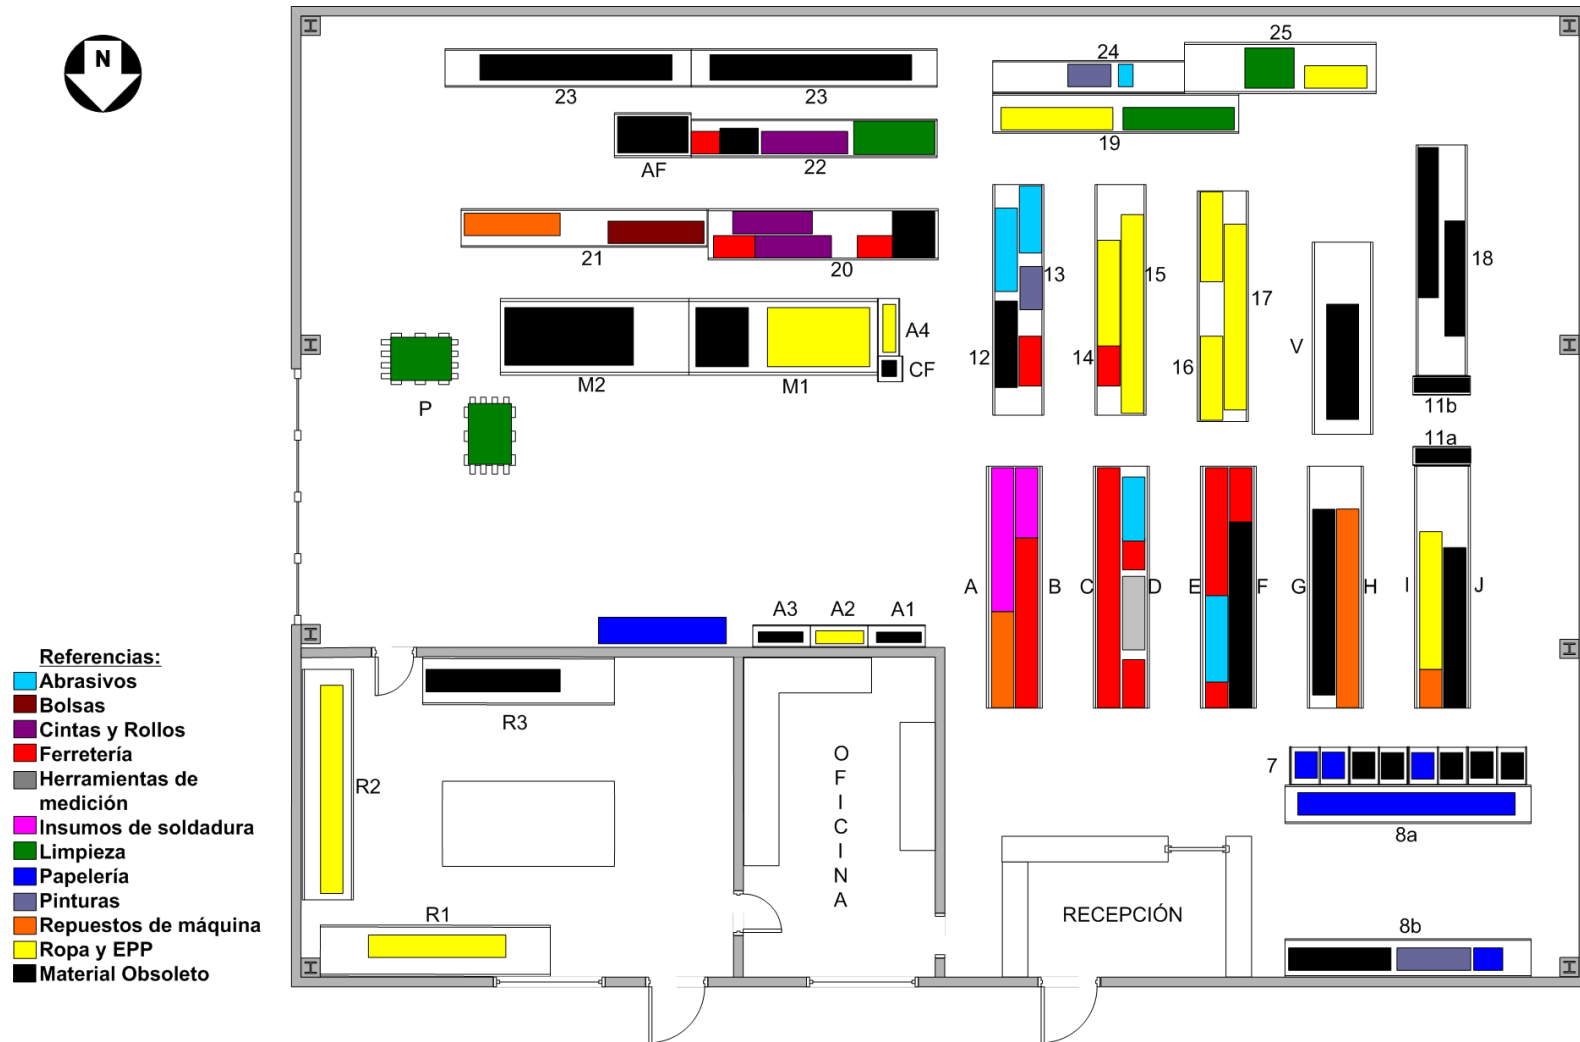 N
25
24
23
23
19
AF
22
21
20
13
15
17
18
12
14
16
V
A4
CF
M2
M1
P
11b
11a
A
B
C
D
E
F
G
H
I
J
A3
A2
A1
Referencias:
Abrasivos
Bolsas
Cintas y Rollos
Ferretería
Herramientas de
medición
Insumos de soldadura
Limpieza
Papelería
Pinturas
Repuestos de máquina
Ropa y EPP
Material Obsoleto
R3
R2
R1
OFICINA
7
8a
RECEPCIÓN
8b